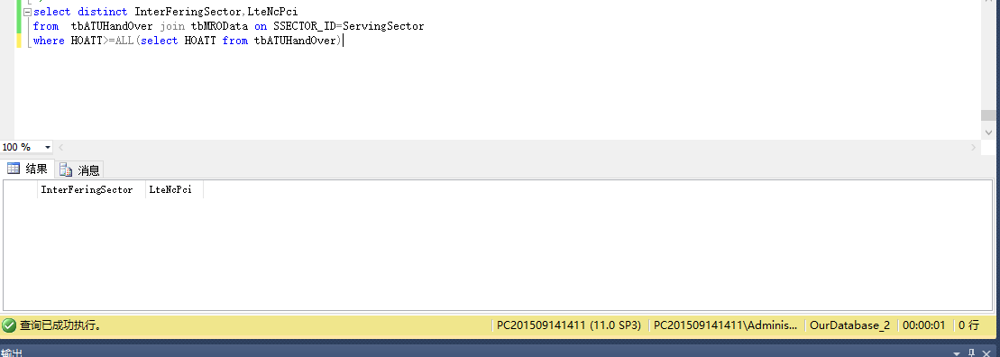 select distinct InterFeringSector,LteNcPci
from  tbATUHandOver join tbMROData on SSECTOR_ID=ServingSector
where HOATT>=ALL(select HOATT from tbATUHandOver)
100 %
结果 消息
InterFeringSector LteNcPci
查询已成功执行。 PC201509141411 (11.0 SP3) PC201509141411\Adminis... OurDatabase_2 00:00:01 0 行
输出